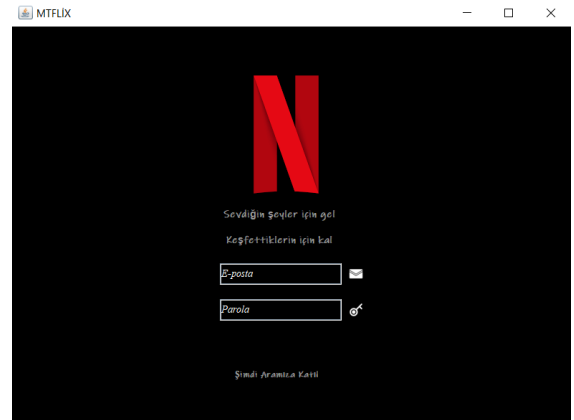 MTFLİX
Sevdiğin şeyler için gel
Keşfettiklerin için kal
E-posta
Parola
Şimdi Aramıza Katıl